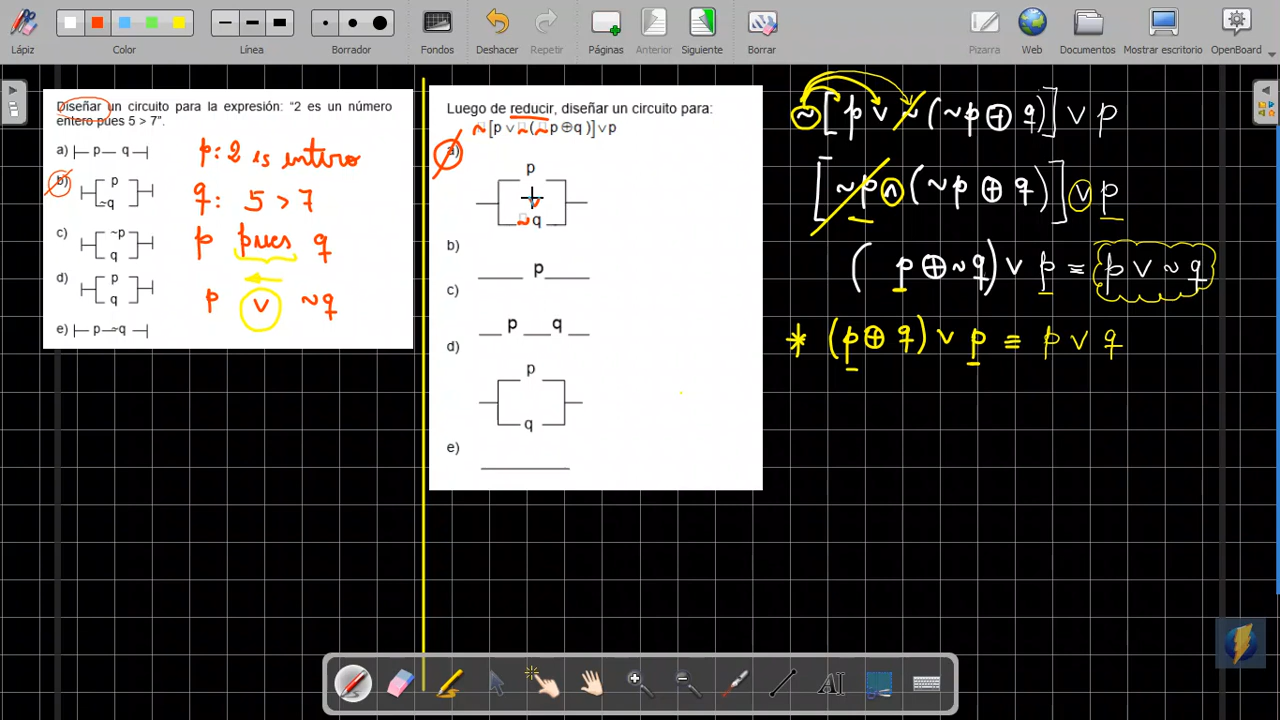 Lápiz
Color
Línea
Borrador
Fondos
Deshacer
Repetir
Páginas
Anterior
Siguiente
Borrar
Pizarra
Web
Documentos
Mostrar escritorio
OpenBoard
Diseñar un circuito para la expresión: “2 es un número
entero pues 5 > 7”.
a) p q
b) p
~q
c) ~p
q
d) p
q
e) p ~q
p: 2 es entero
q: 5 > 7
p pues q
p ∨ ~q
Luego de reducir, diseñar un circuito para:
~[p ∨ ~(~p ⊕ q)] ∨ p
a)
p
∨
~q
b)
p
c)
p q
d)
p
q
e)
~[p ∨ ~(~p ⊕ q)] ∨ p
[~p ∧ (~p ⊕ q)] ∨ p
(p ⊕ ~q) ∨ p ≡ p ∨ ~q
* (p ⊕ q) ∨ p ≡ p ∨ q
AI